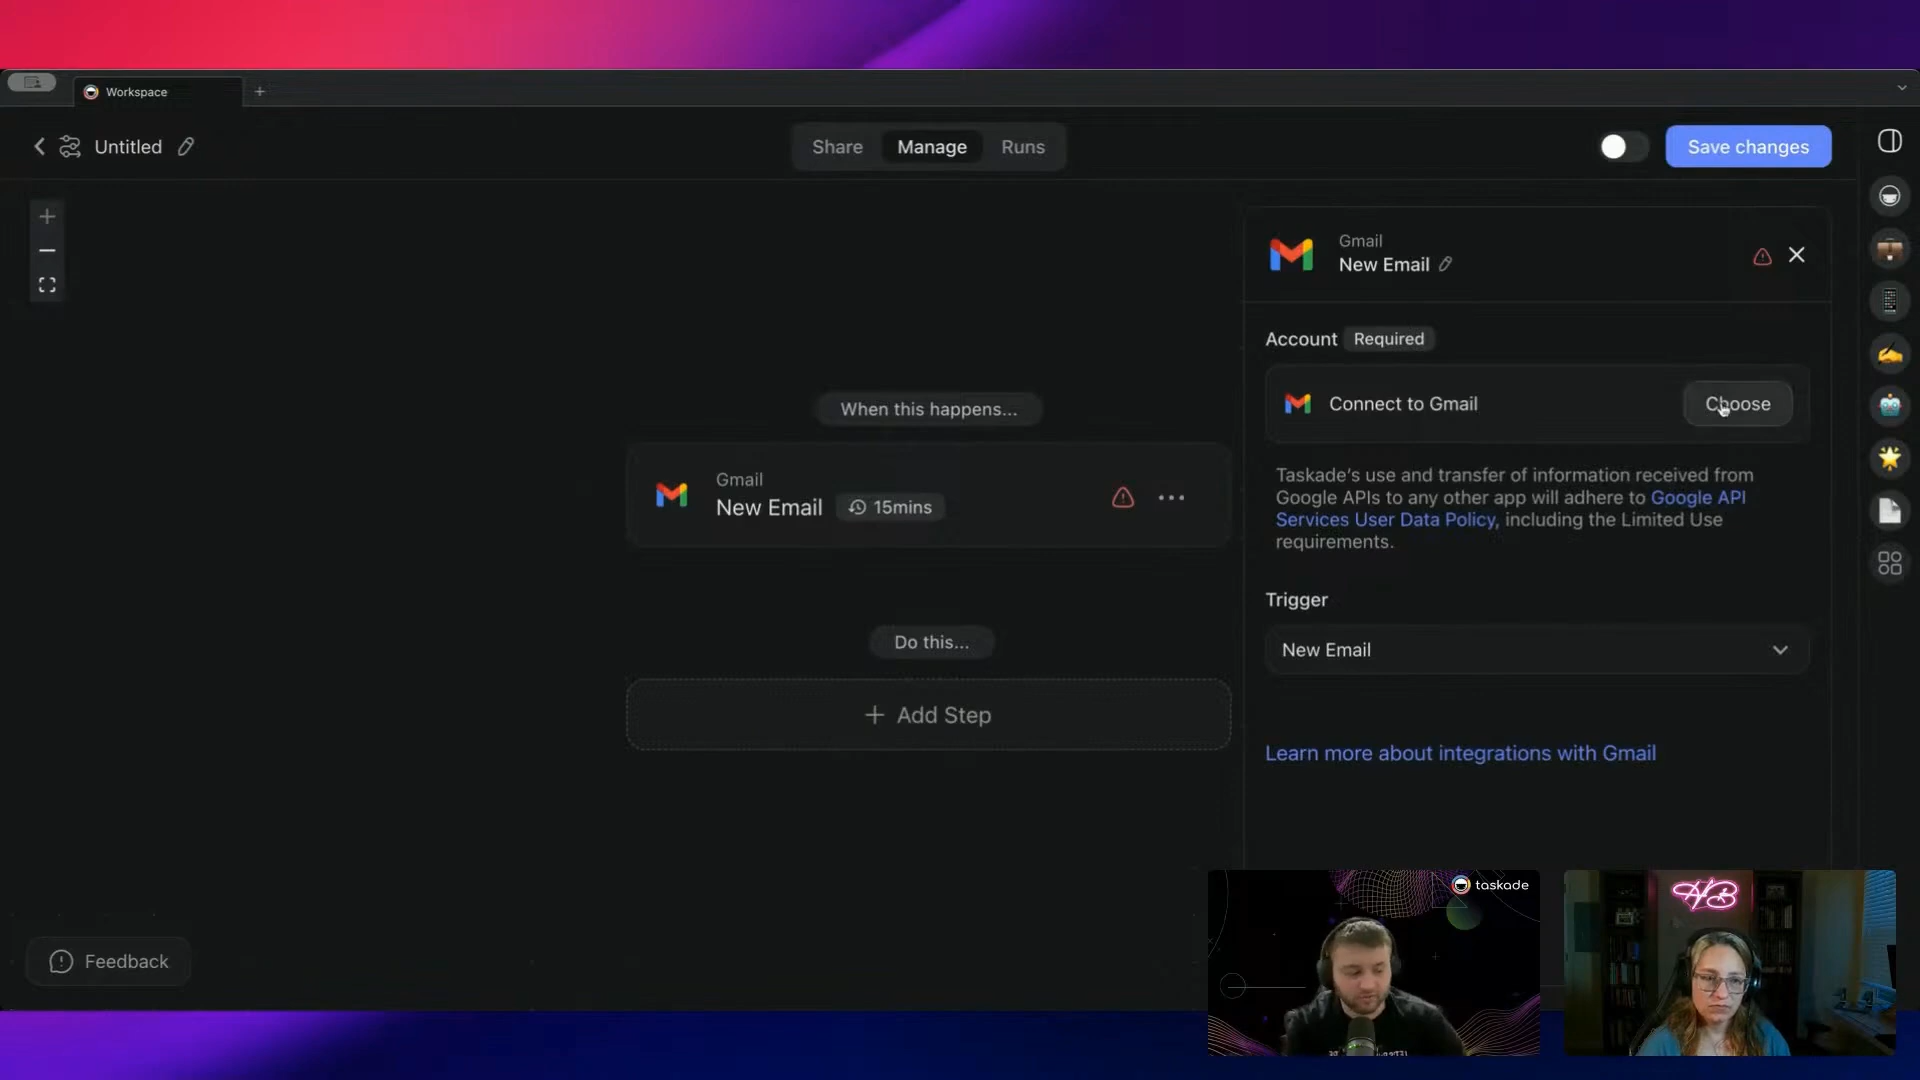 Workspace
Untitled
Share
Manage
Runs
Save changes
Gmail
New Email
Account
Required
Connect to Gmail
Choose
Taskade's use and transfer of information received from
Google APIs to any other app will adhere to Google API
Services User Data Policy, including the Limited Use
requirements.
Trigger
New Email
Learn more about integrations with Gmail
When this happens...
Gmail
New Email
15mins
Do this...
Add Step
Feedback
taskade
HB